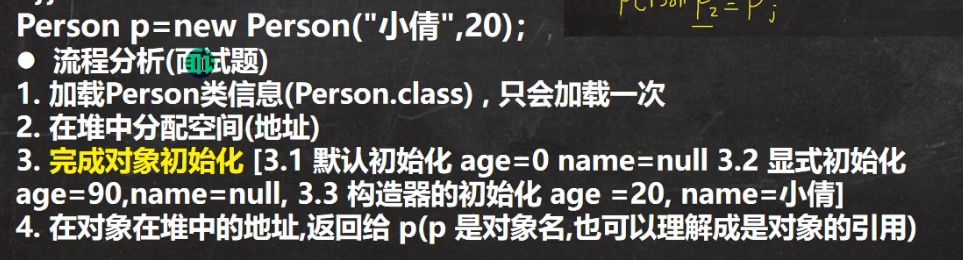 Person p=new Person("小倩",20);
Person p2 = p;
● 流程分析(面试题)
1. 加载Person类信息(Person.class) , 只会加载一次
2. 在堆中分配空间(地址)
3. 完成对象初始化 [3.1 默认初始化 age=0 name=null 3.2 显式初始化
age=90,name=null, 3.3 构造器的初始化 age =20, name=小倩]
4. 在对象在堆中的地址,返回给 p(p 是对象名,也可以理解成是对象的引用)